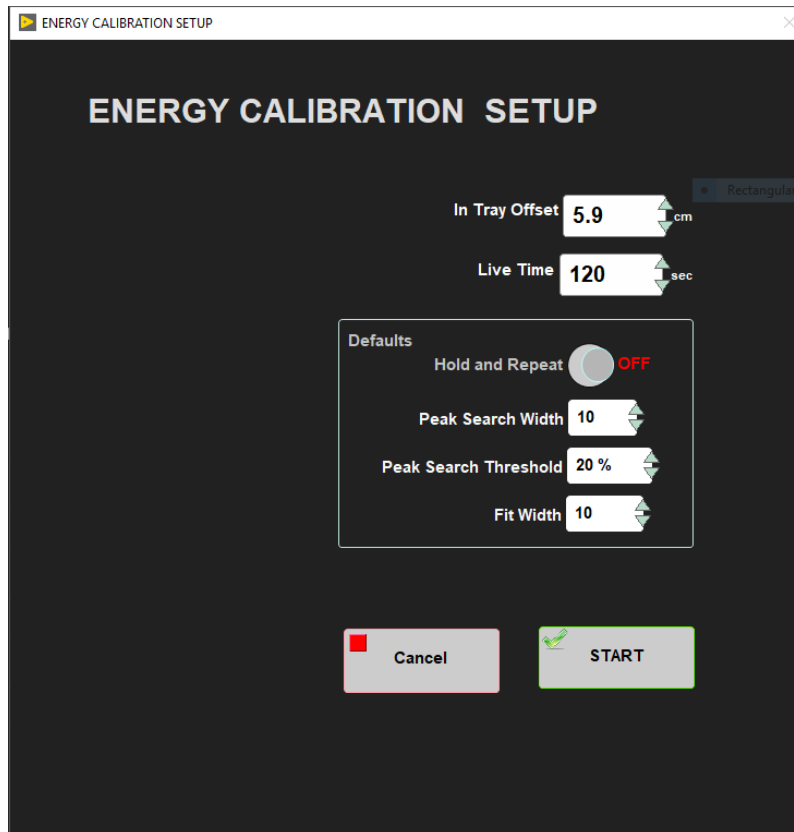 ENERGY CALIBRATION SETUP
ENERGY CALIBRATION SETUP
Rectangular
In Tray Offset 5.9 cm
Live Time 120 sec
Defaults
Hold and Repeat OFF
Peak Search Width 10
Peak Search Threshold 20 %
Fit Width 10
Cancel START